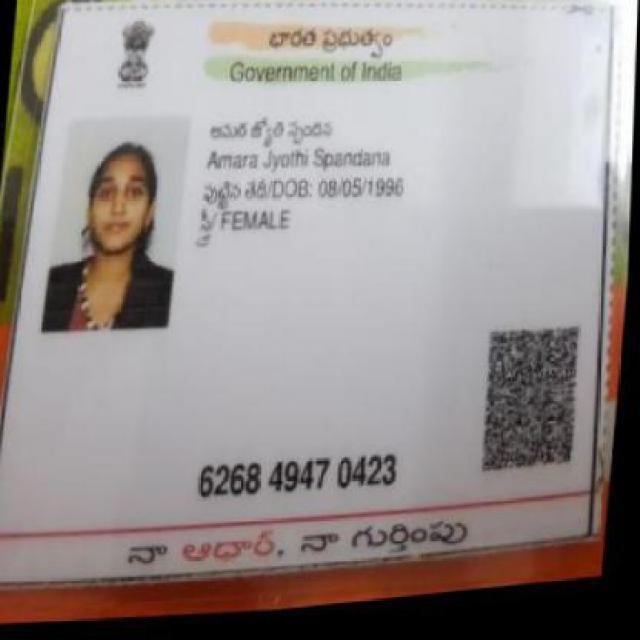 భారత ప్రభుత్వం
Government of India
అమర జ్యోతి స్పందన
Amara Jyothi Spandana
పుట్టిన తేదీ/DOB: 08/05/1996
స్త్రీ/ FEMALE
6268 4947 0423
నా ఆధార్, నా గుర్తింపు